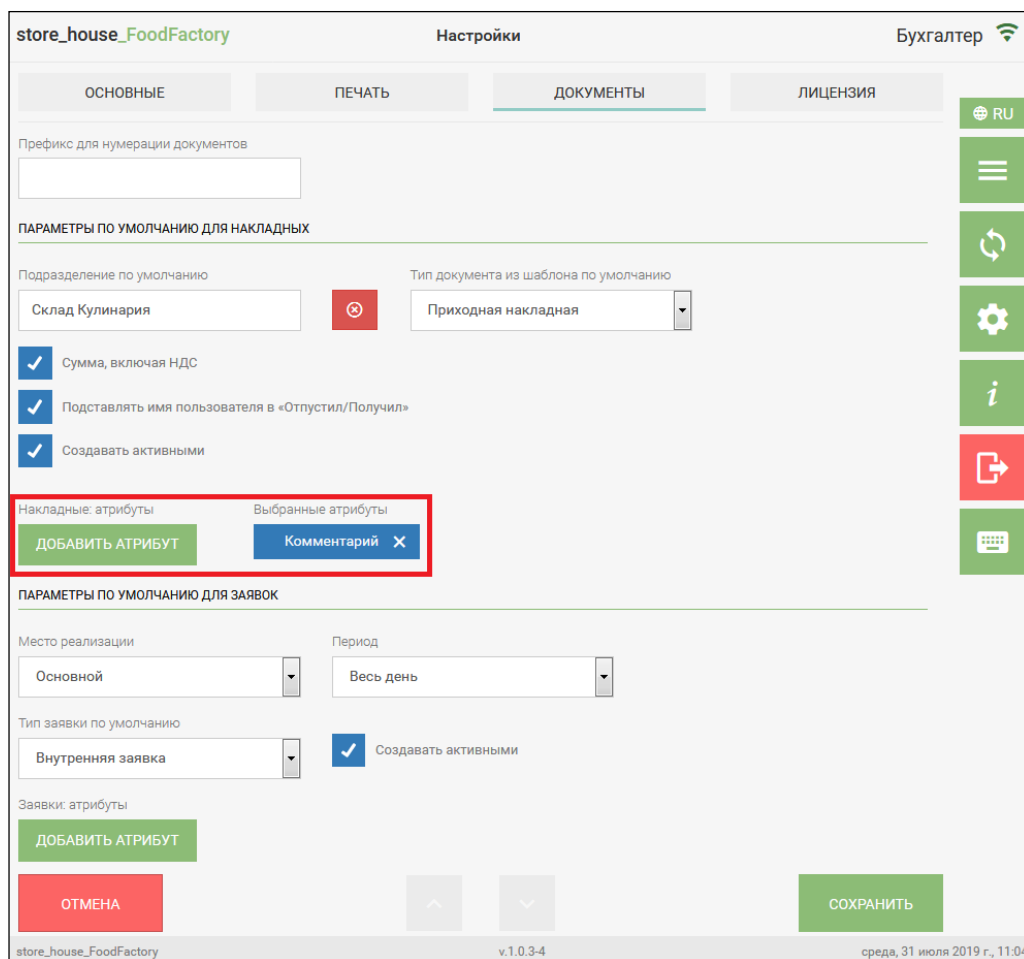 store_house_FoodFactory Настройки Бухгалтер
ОСНОВНЫЕ ПЕЧАТЬ ДОКУМЕНТЫ ЛИЦЕНЗИЯ
RU
Префикс для нумерации документов
ПАРАМЕТРЫ ПО УМОЛЧАНИЮ ДЛЯ НАКЛАДНЫХ
Подразделение по умолчанию Тип документа из шаблона по умолчанию
Склад Кулинария Приходная накладная
Сумма, включая НДС
Подставлять имя пользователя в «Отпустил/Получил»
Создавать активными
Накладные: атрибуты Выбранные атрибуты
ДОБАВИТЬ АТРИБУТ Комментарий
ПАРАМЕТРЫ ПО УМОЛЧАНИЮ ДЛЯ ЗАЯВОК
Место реализации Период
Основной Весь день
Тип заявки по умолчанию
Внутренняя заявка Создавать активными
Заявки: атрибуты
ДОБАВИТЬ АТРИБУТ
ОТМЕНА СОХРАНИТЬ
store_house_FoodFactory v.1.0.3-4 среда, 31 июля 2019 г., 11:04